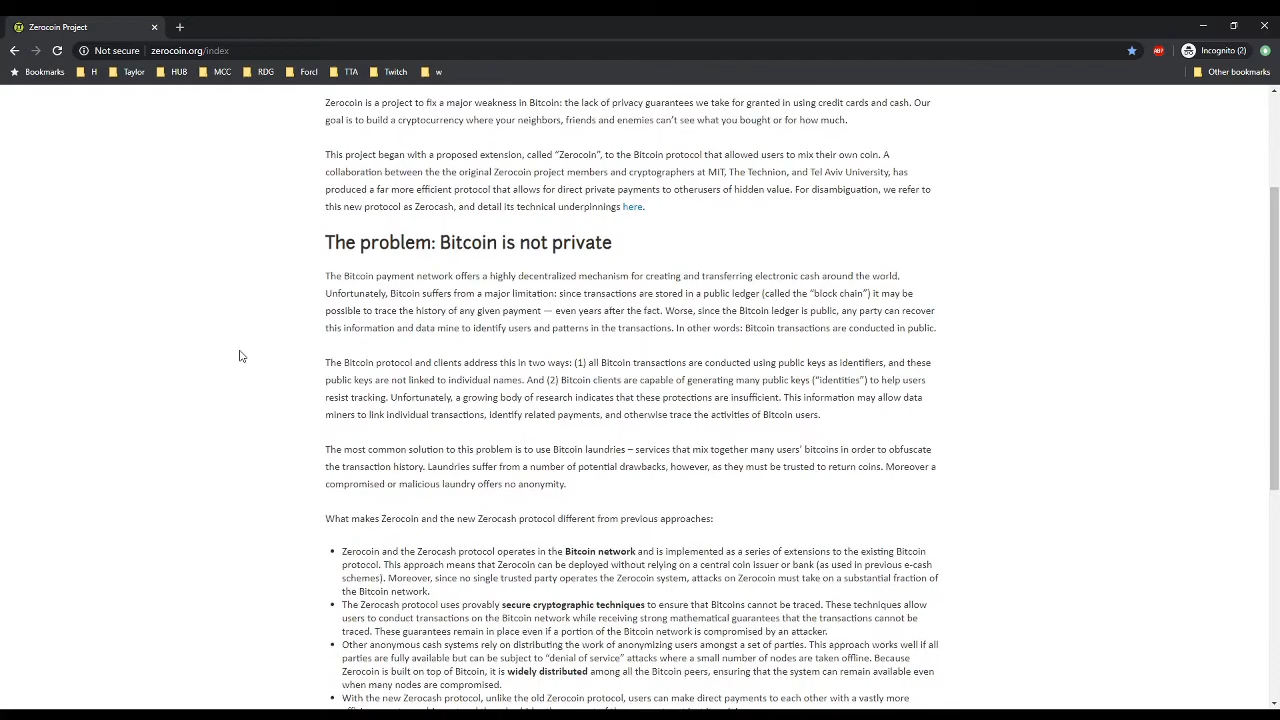 Zerocoin Project
Not secure
zerocoin.org/index
ABP
Incognito (2)
Bookmarks
H
Taylor
HUB
MCC
RDG
Forcl
TTA
Twitch
w
Other bookmarks
Zerocoin is a project to fix a major weakness in Bitcoin: the lack of privacy guarantees we take for granted in using credit cards and cash. Our
goal is to build a cryptocurrency where your neighbors, friends and enemies can't see what you bought or for how much.
This project began with a proposed extension, called “Zerocoin”, to the Bitcoin protocol that allowed users to mix their own coin. A
collaboration between the the original Zerocoin project members and cryptographers at MIT, The Technion, and Tel Aviv University, has
produced a far more efficient protocol that allows for direct private payments to otherusers of hidden value. For disambiguation, we refer to
this new protocol as Zerocash, and detail its technical underpinnings here.
The problem: Bitcoin is not private
The Bitcoin payment network offers a highly decentralized mechanism for creating and transferring electronic cash around the world.
Unfortunately, Bitcoin suffers from a major limitation: since transactions are stored in a public ledger (called the “block chain”) it may be
possible to trace the history of any given payment — even years after the fact. Worse, since the Bitcoin ledger is public, any party can recover
this information and data mine to identify users and patterns in the transactions. In other words: Bitcoin transactions are conducted in public.
The Bitcoin protocol and clients address this in two ways: (1) all Bitcoin transactions are conducted using public keys as identifiers, and these
public keys are not linked to individual names. And (2) Bitcoin clients are capable of generating many public keys (“identities”) to help users
resist tracking. Unfortunately, a growing body of research indicates that these protections are insufficient. This information may allow data
miners to link individual transactions, identify related payments, and otherwise trace the activities of Bitcoin users.
The most common solution to this problem is to use Bitcoin laundries – services that mix together many users’ bitcoins in order to obfuscate
the transaction history. Laundries suffer from a number of potential drawbacks, however, as they must be trusted to return coins. Moreover a
compromised or malicious laundry offers no anonymity.
What makes Zerocoin and the new Zerocash protocol different from previous approaches:
• Zerocoin and the Zerocash protocol operates in the Bitcoin network and is implemented as a series of extensions to the existing Bitcoin
protocol. This approach means that Zerocoin can be deployed without relying on a central coin issuer or bank (as used in previous e-cash
schemes). Moreover, since no single trusted party operates the Zerocoin system, attacks on Zerocoin must take on a substantial fraction of
the Bitcoin network.
• The Zerocash protocol uses provably secure cryptographic techniques to ensure that Bitcoins cannot be traced. These techniques allow
users to conduct transactions on the Bitcoin network while receiving strong mathematical guarantees that the transactions cannot be
traced. These guarantees remain in place even if a portion of the Bitcoin network is compromised by an attacker.
• Other anonymous cash systems rely on distributing the work of anonymizing users amongst a set of parties. This approach works well if all
parties are fully available but can be subject to “denial of service” attacks where a small number of nodes are taken offline. Because
Zerocoin is built on top of Bitcoin, it is widely distributed among all the Bitcoin peers, ensuring that the system can remain available even
when many nodes are compromised.
• With the new Zerocash protocol, unlike the old Zerocoin protocol, users can make direct payments to each other with a vastly more